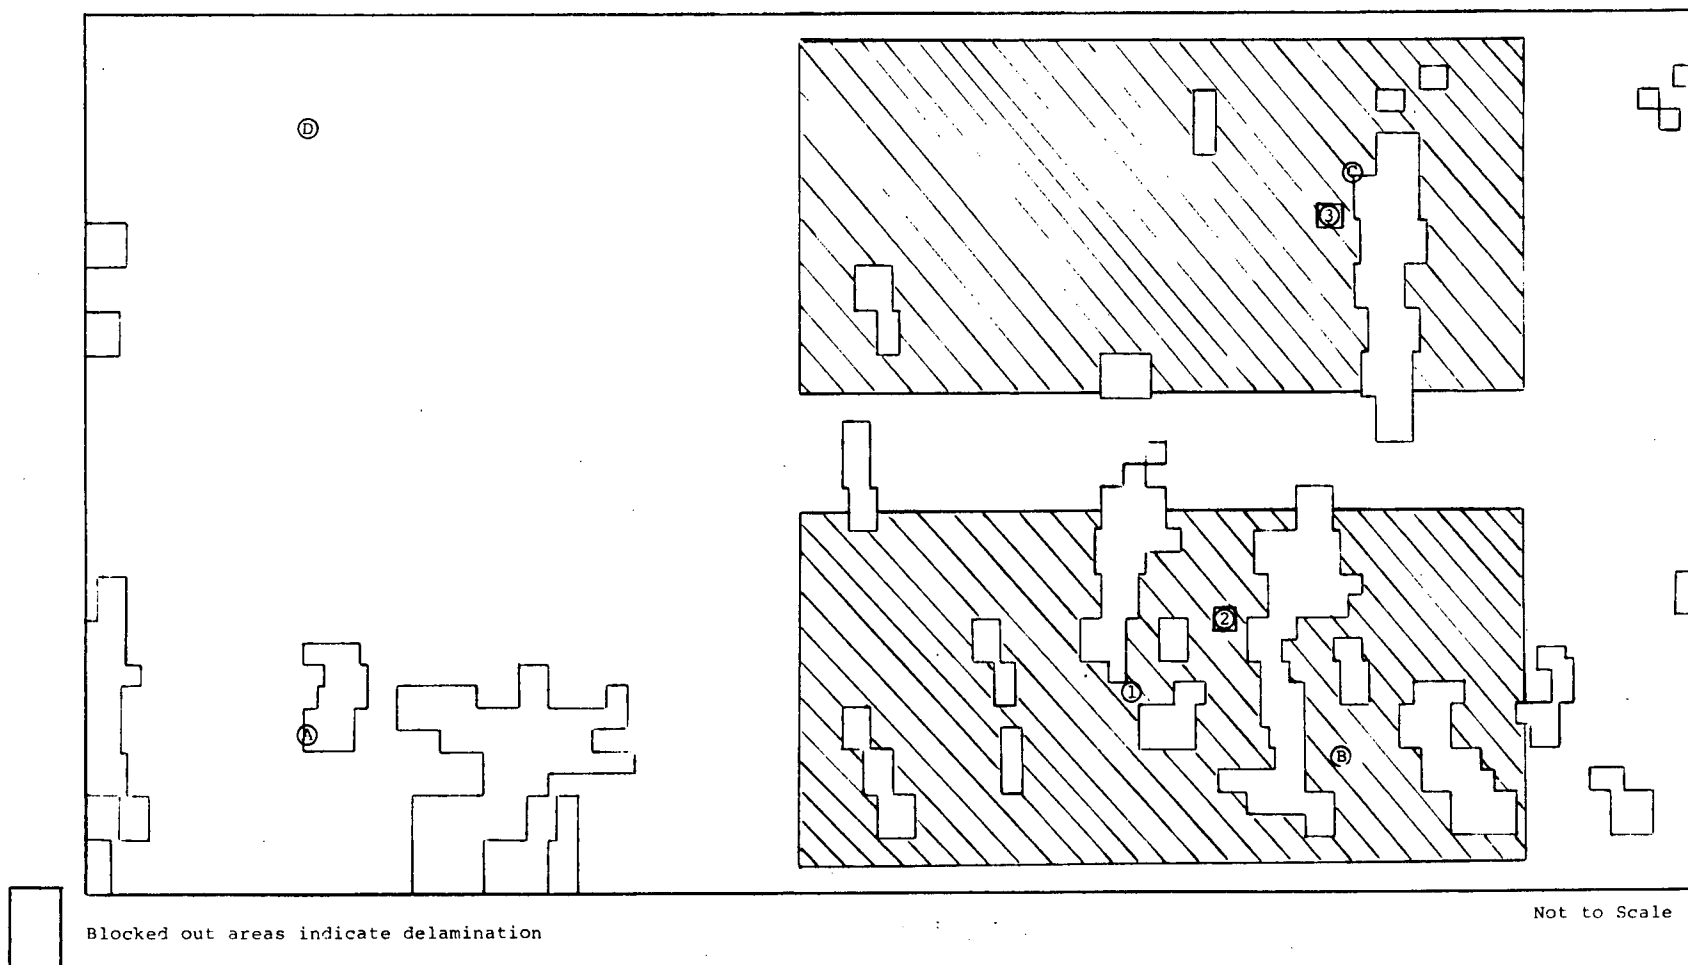 D
C
3
2
1
A
B
Not to Scale
Blocked out areas indicate delamination